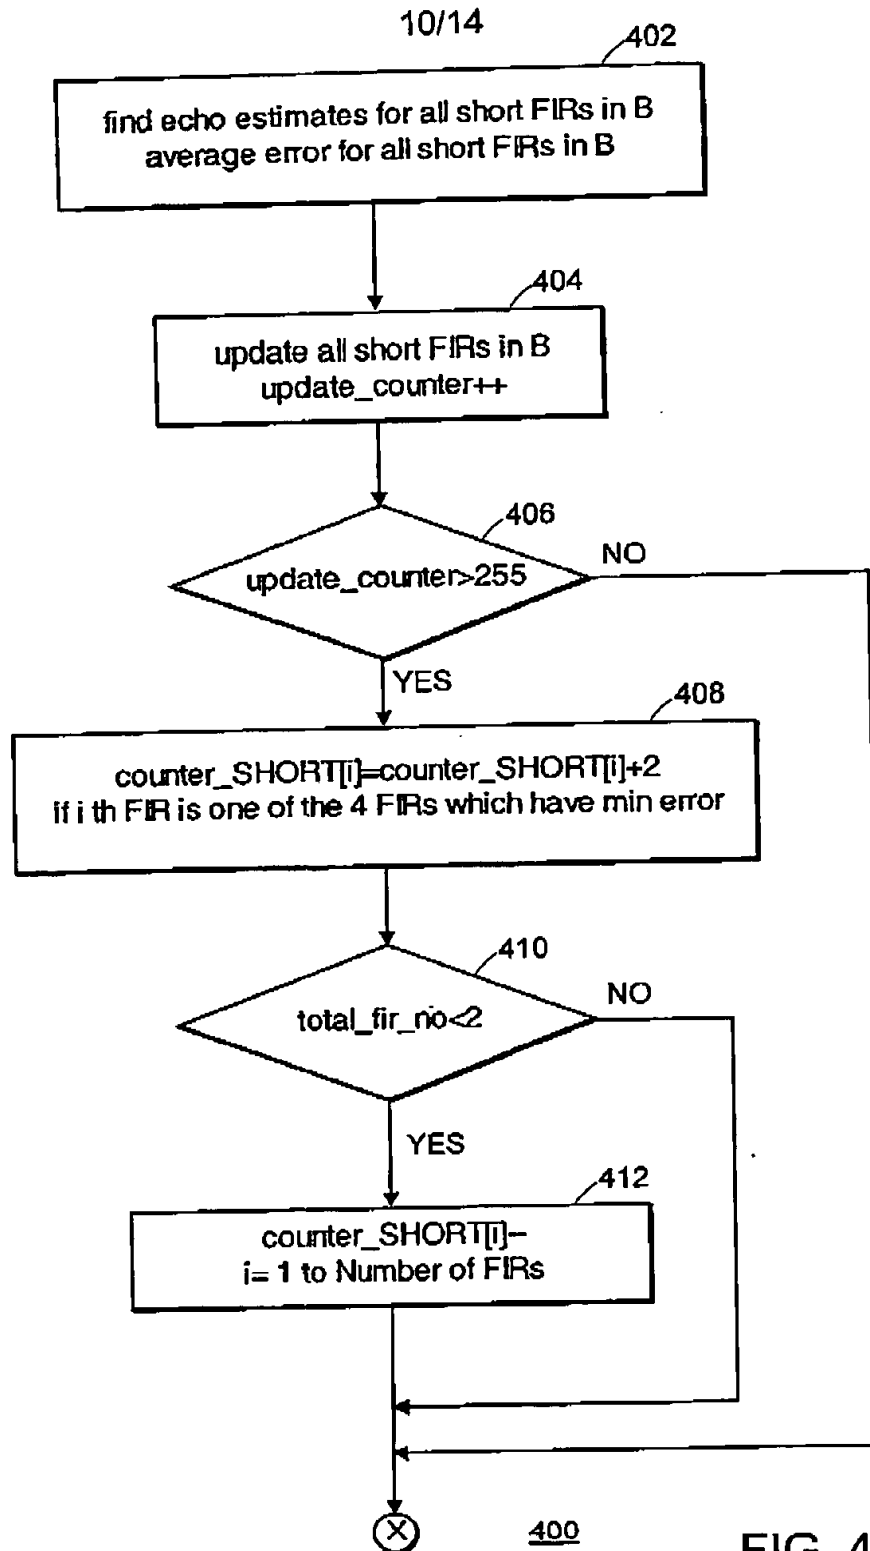 10/14
402
find echo estimates for all short FIRs in B
average error for all short FIRs in B
404
update all short FIRs in B
update_counter++
406
update_counter>255
NO
YES
408
counter_SHORT[i]=counter_SHORT[i]+2
if i th FIR is one of the 4 FIRs which have min error
410
total_fir_no<2
NO
YES
412
counter_SHORT[i]–
i= 1 to Number of FIRs
X
400
FIG. 4